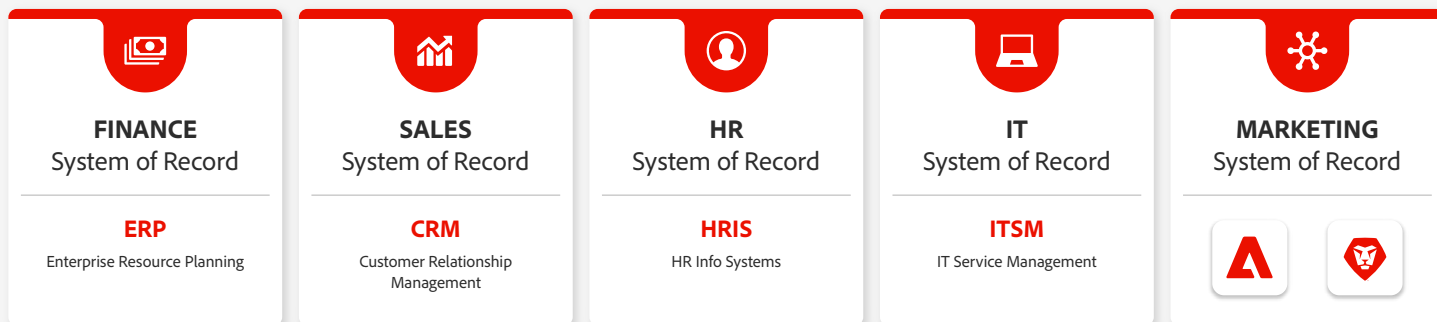 FINANCE
System of Record
ERP
Enterprise Resource Planning
SALES
System of Record
CRM
Customer Relationship
Management
HR
System of Record
HRIS
HR Info Systems
IT
System of Record
ITSM
IT Service Management
MARKETING
System of Record